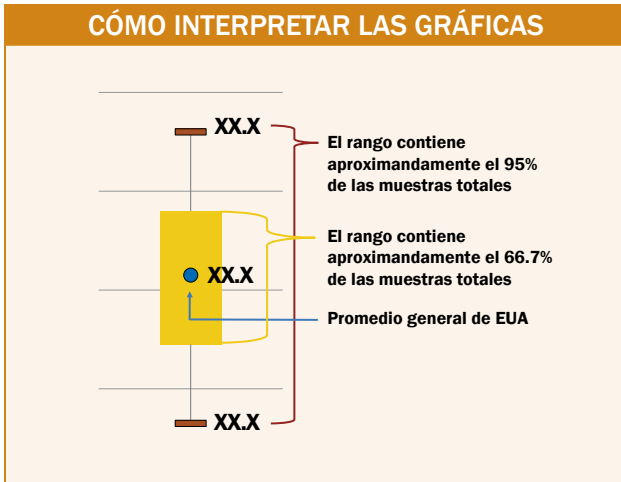 CÓMO INTERPRETAR LAS GRÁFICAS
XX.X
El rango contiene
aproximandamente el 95%
de las muestras totales
El rango contiene
aproximandamente el 66.7%
de las muestras totales
XX.X
Promedio general de EUA
XX.X